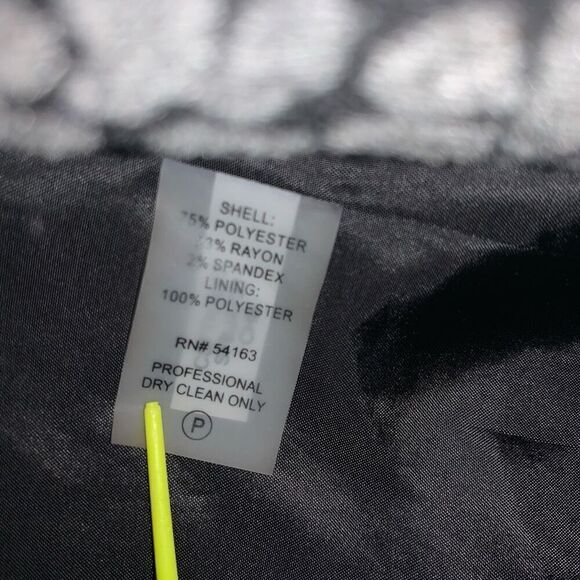 SHELL:
75% POLYESTER
23% RAYON
2% SPANDEX
LINING:
100% POLYESTER
RN# 54163
PROFESSIONAL
DRY CLEAN ONLY
P